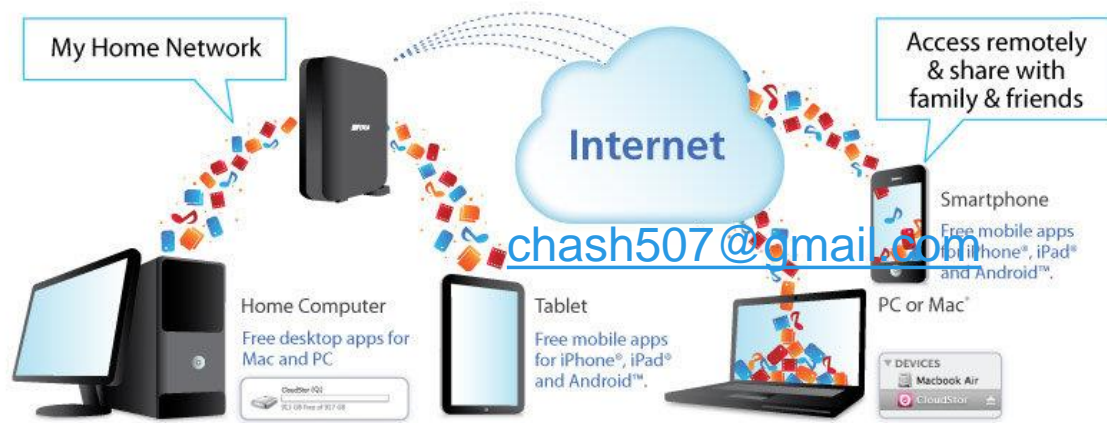 My Home Network
Access remotely
& share with
family & friends
Internet
chash507@gmail.com
Smartphone
Free mobile apps
for iPhone®, iPad®
and Android™.
Home Computer
Free desktop apps for
Mac and PC
Tablet
Free mobile apps
for iPhone®, iPad®
and Android™.
PC or Mac*
DEVICES
Macbook Air
CloudStor